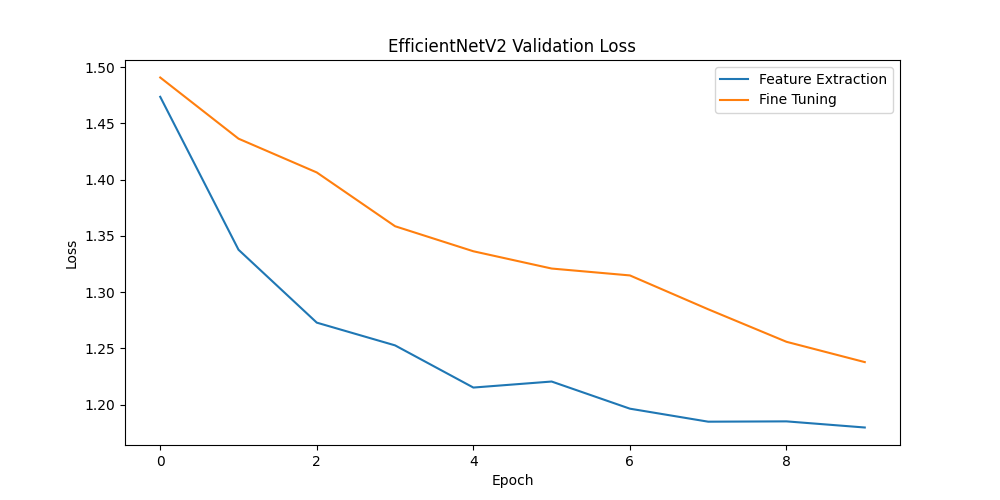 EfficientNetV2 Validation Loss
Feature Extraction
Fine Tuning
Loss
1.50
1.45
1.40
1.35
1.30
1.25
1.20
0 2 4 6 8
Epoch